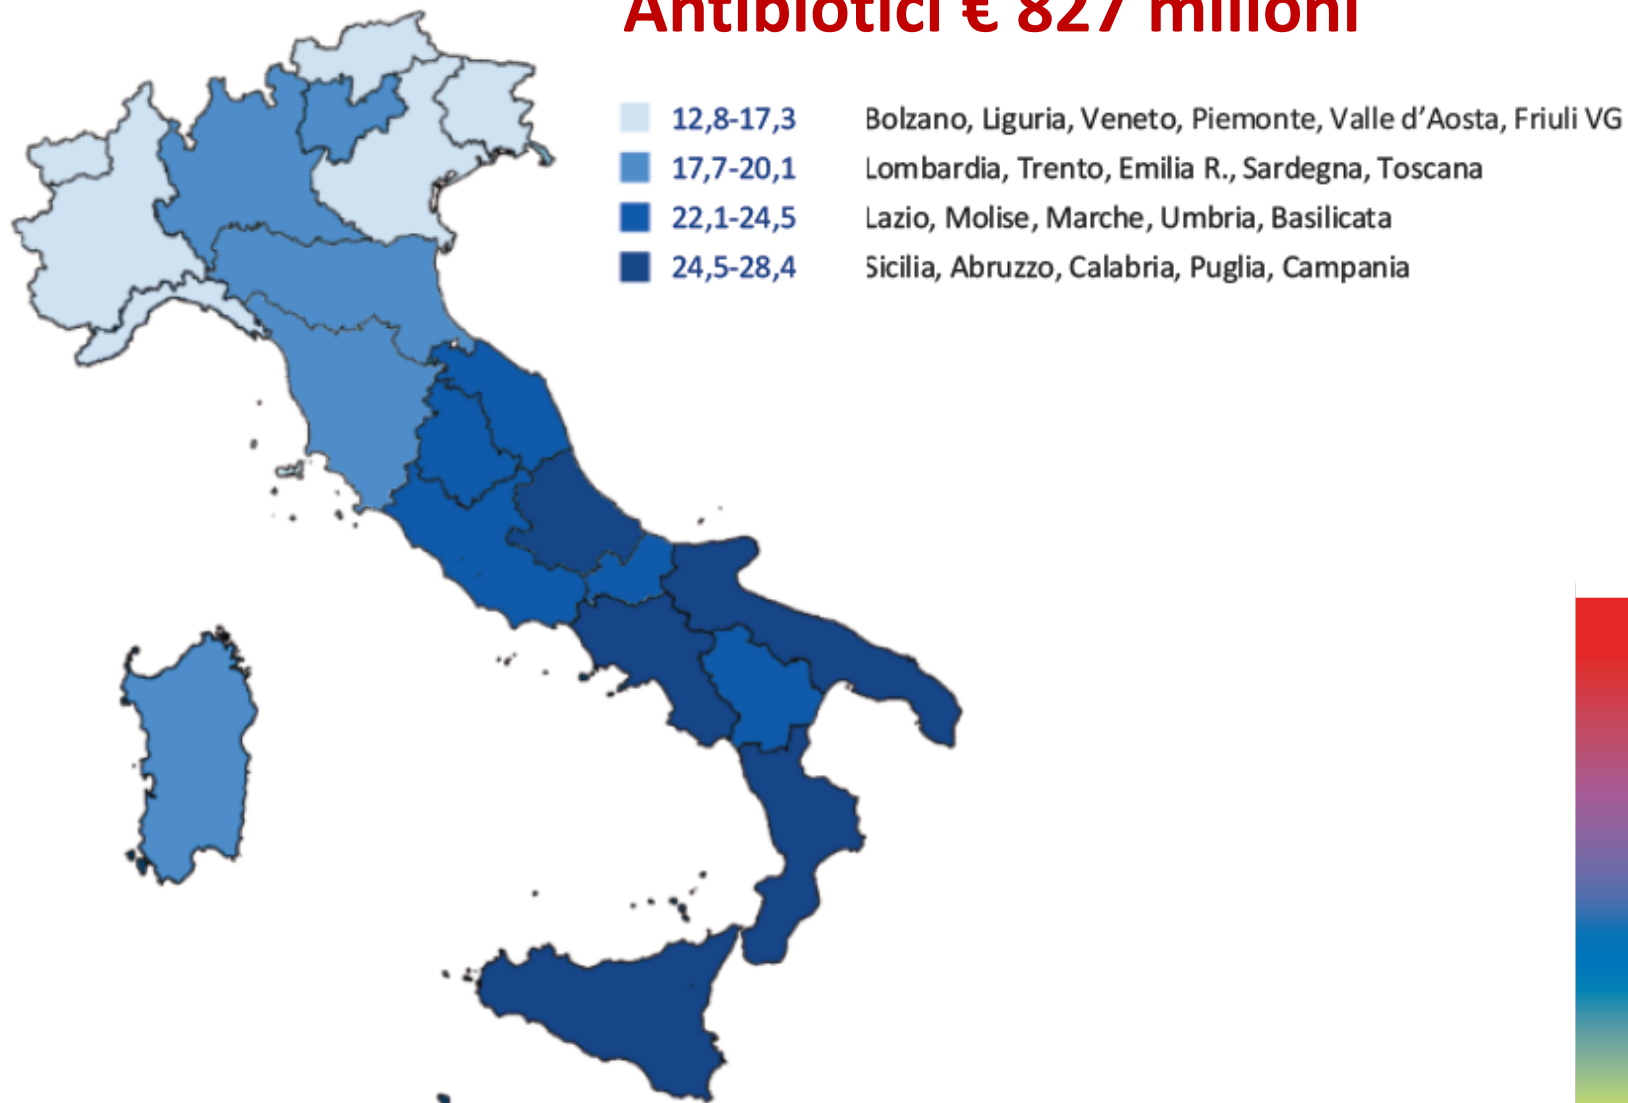 Antibiotici € 827 milioni
12,8-17,3 Bolzano, Liguria, Veneto, Piemonte, Valle d'Aosta, Friuli VG
17,7-20,1 Lombardia, Trento, Emilia R., Sardegna, Toscana
22,1-24,5 Lazio, Molise, Marche, Umbria, Basilicata
24,5-28,4 Sicilia, Abruzzo, Calabria, Puglia, Campania